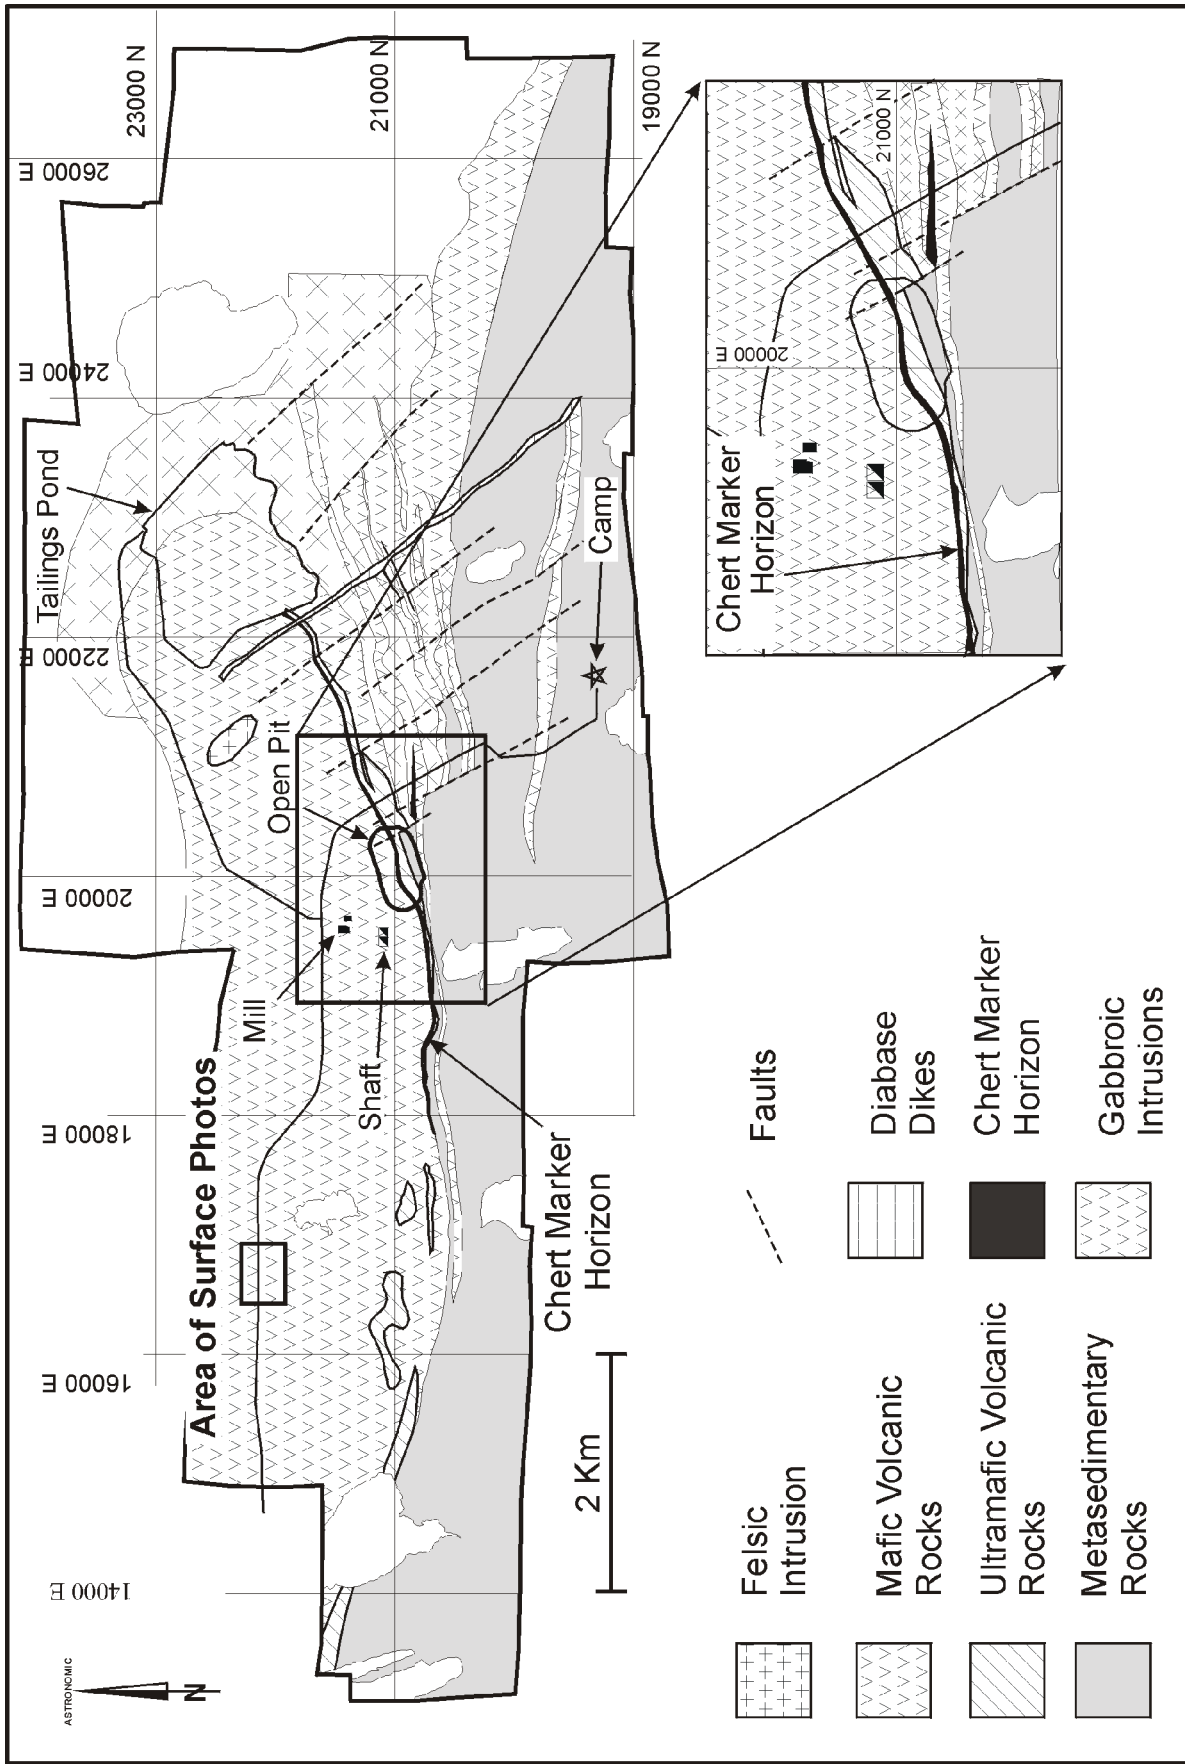 ASTRONOMIC
N
14000 E
16000 E
18000 E
20000 E
22000 E
24000 E
26000 E
23000 N
21000 N
19000 N
Area of Surface Photos
Mill
Shaft
Open Pit
Tailings Pond
Camp
Chert Marker
Horizon
2 Km
Chert Marker
Horizon
20000 E
21000 N
Felsic
Intrusion
Mafic Volcanic
Rocks
Ultramafic Volcanic
Rocks
Metasedimentary
Rocks
Faults
Diabase
Dikes
Chert Marker
Horizon
Gabbroic
Intrusions